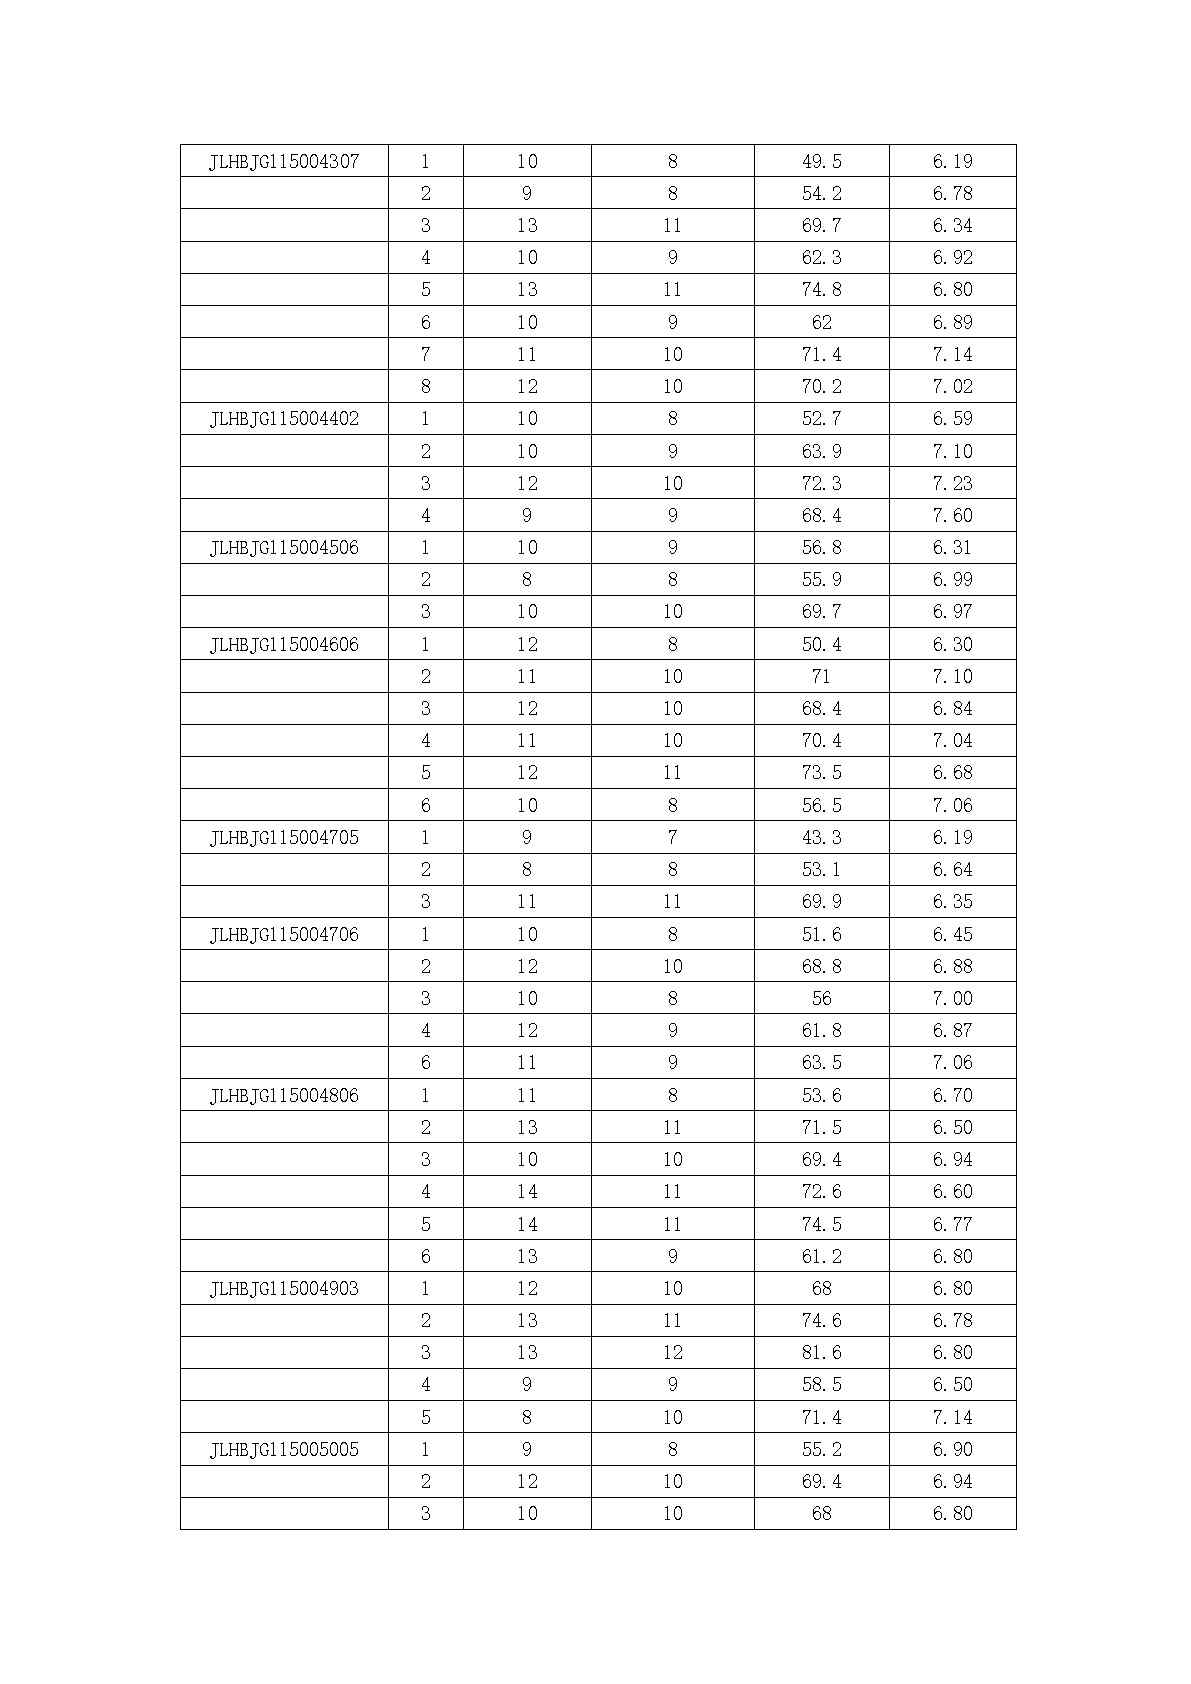 JLHBJG115004307 1 10 8 49.5 6.19
2 9 8 54.2 6.78
3 13 11 69.7 6.34
4 10 9 62.3 6.92
5 13 11 74.8 6.80
6 10 9 62 6.89
7 11 10 71.4 7.14
8 12 10 70.2 7.02
JLHBJG115004402 1 10 8 52.7 6.59
2 10 9 63.9 7.10
3 12 10 72.3 7.23
4 9 9 68.4 7.60
JLHBJG115004506 1 10 9 56.8 6.31
2 8 8 55.9 6.99
3 10 10 69.7 6.97
JLHBJG115004606 1 12 8 50.4 6.30
2 11 10 71 7.10
3 12 10 68.4 6.84
4 11 10 70.4 7.04
5 12 11 73.5 6.68
6 10 8 56.5 7.06
JLHBJG115004705 1 9 7 43.3 6.19
2 8 8 53.1 6.64
3 11 11 69.9 6.35
JLHBJG115004706 1 10 8 51.6 6.45
2 12 10 68.8 6.88
3 10 8 56 7.00
4 12 9 61.8 6.87
6 11 9 63.5 7.06
JLHBJG115004806 1 11 8 53.6 6.70
2 13 11 71.5 6.50
3 10 10 69.4 6.94
4 14 11 72.6 6.60
5 14 11 74.5 6.77
6 13 9 61.2 6.80
JLHBJG115004903 1 12 10 68 6.80
2 13 11 74.6 6.78
3 13 12 81.6 6.80
4 9 9 58.5 6.50
5 8 10 71.4 7.14
JLHBJG115005005 1 9 8 55.2 6.90
2 12 10 69.4 6.94
3 10 10 68 6.80